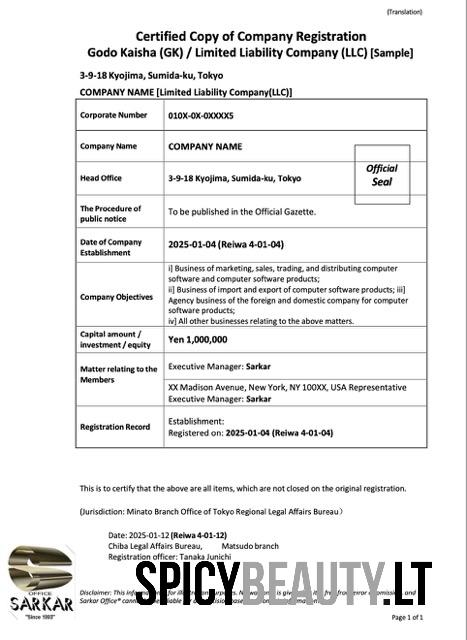 (Translation)
Certified Copy of Company Registration
Godo Kaisha (GK) / Limited Liability Company (LLC) [Sample]
3-9-18 Kyojima, Sumida-ku, Tokyo
COMPANY NAME [Limited Liability Company(LLC)]
Corporate Number 010X-0X-0XXXX5
Company Name COMPANY NAME
Official
Seal
Head Office 3-9-18 Kyojima, Sumida-ku, Tokyo
The Procedure of
public notice
To be published in the Official Gazette.
Date of Company
Establishment
2025-01-04 (Reiwa 4-01-04)
Company Objectives
i] Business of marketing, sales, trading, and distributing computer
software and computer software products;
ii] Business of import and export of computer software products; iii]
Agency business of the foreign and domestic company for computer
software products;
iv] All other businesses relating to the above matters.
Capital amount /
investment / equity
Yen 1,000,000
Matter relating to the
Members
Executive Manager: Sarkar
XX Madison Avenue, New York, NY 100XX, USA Representative
Executive Manager: Sarkar
Registration Record
Establishment:
Registered on: 2025-01-04 (Reiwa 4-01-04)
This is to certify that the above are all items, which are not closed on the original registration.
(Jurisdiction: Minato Branch Office of Tokyo Regional Legal Affairs Bureau）
Date: 2025-01-12 (Reiwa 4-01-12)
Chiba Legal Affairs Bureau, Matsudo branch
Registration officer: Tanaka Junichi
OFFICE
SARKAR
"Since 1993"
Disclaimer: This
Sarkar Office®
SPICYBEAUTY.LT
Page 1 of 1